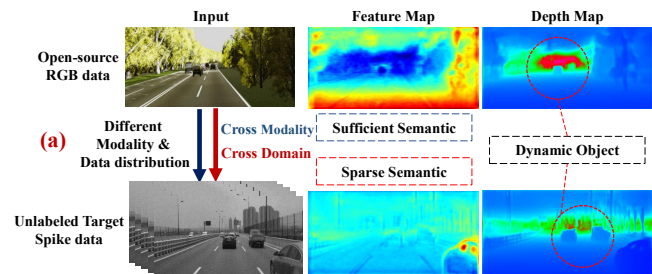 Input
Feature Map
Depth Map
Open-source
RGB data
(a)
Different
Modality &
Data distribution
Cross Modality
Cross Domain
Sufficient Semantic
Sparse Semantic
Dynamic Object
Unlabeled Target
Spike data